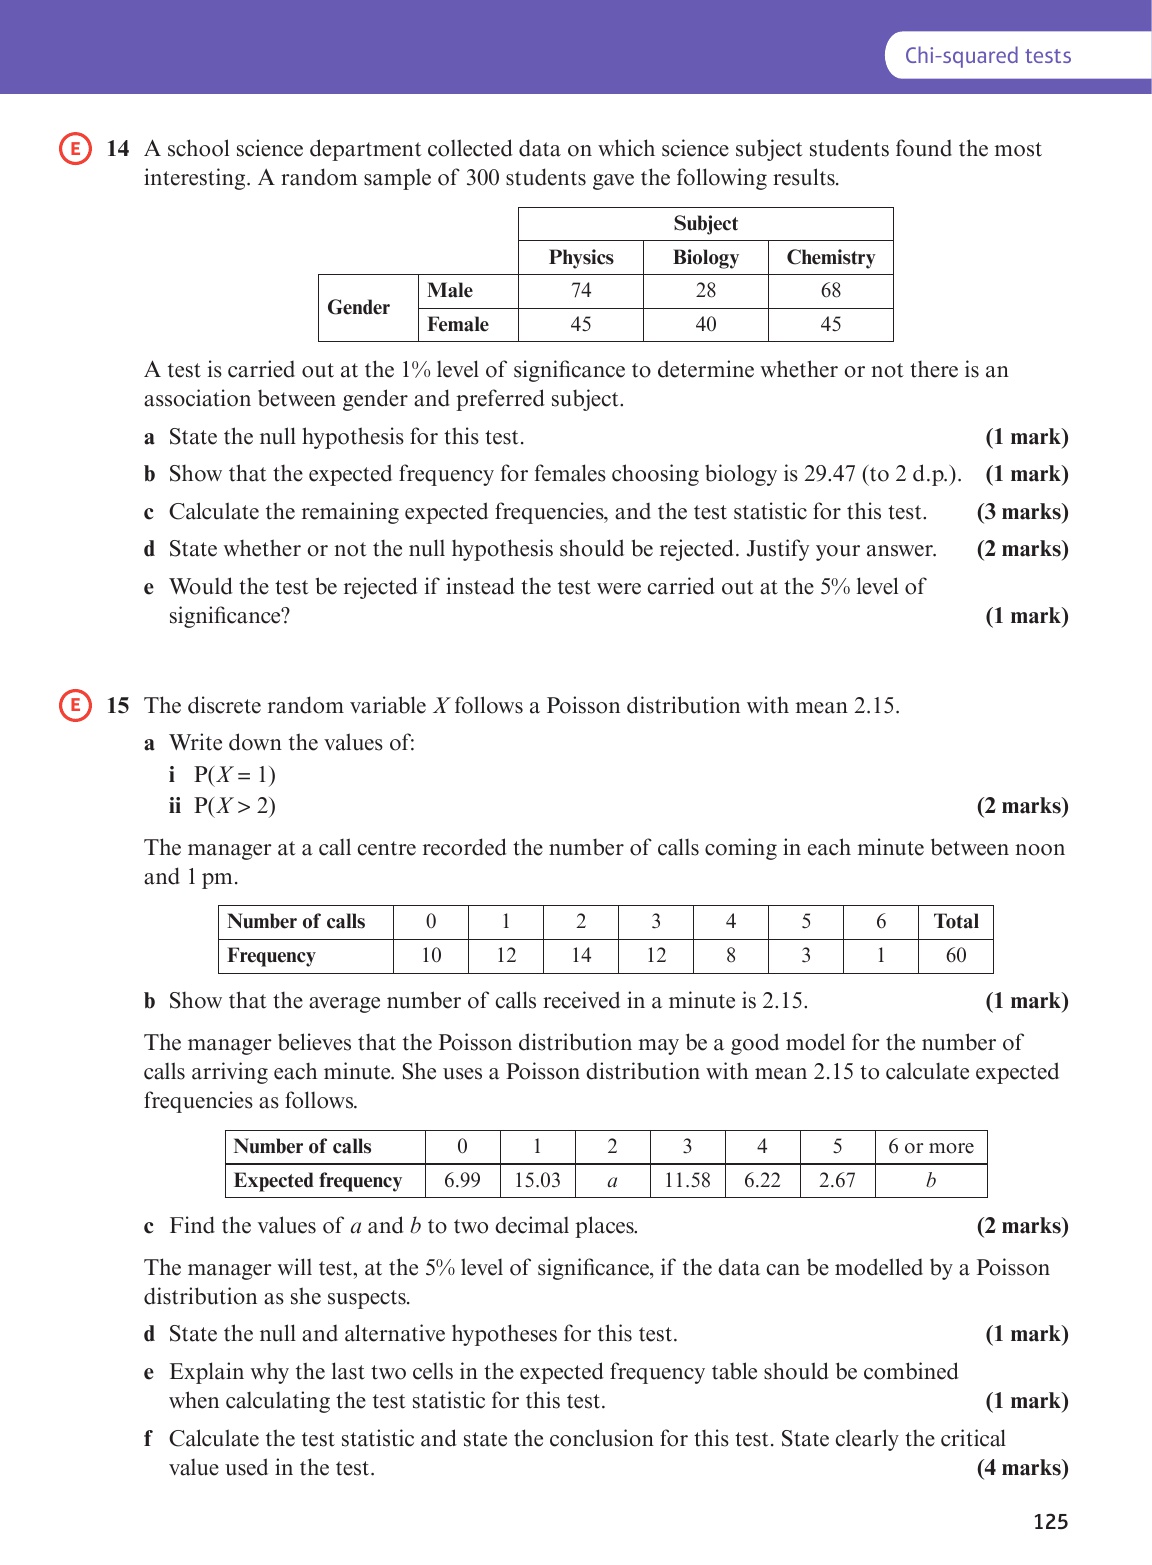 Chi-squared tests
E 14 A school science department collected data on which science subject students found the most
interesting. A random sample of 300 students gave the following results.
Subject
Physics Biology Chemistry
Gender Male 74 28 68
Female 45 40 45
A test is carried out at the 1% level of significance to determine whether or not there is an
association between gender and preferred subject.
a State the null hypothesis for this test. (1 mark)
b Show that the expected frequency for females choosing biology is 29.47 (to 2 d.p.). (1 mark)
c Calculate the remaining expected frequencies, and the test statistic for this test. (3 marks)
d State whether or not the null hypothesis should be rejected. Justify your answer. (2 marks)
e Would the test be rejected if instead the test were carried out at the 5% level of
significance? (1 mark)
E 15 The discrete random variable X follows a Poisson distribution with mean 2.15.
a Write down the values of:
i P(X = 1)
ii P(X > 2) (2 marks)
The manager at a call centre recorded the number of calls coming in each minute between noon
and 1 pm.
Number of calls 0 1 2 3 4 5 6 Total
Frequency 10 12 14 12 8 3 1 60
b Show that the average number of calls received in a minute is 2.15. (1 mark)
The manager believes that the Poisson distribution may be a good model for the number of
calls arriving each minute. She uses a Poisson distribution with mean 2.15 to calculate expected
frequencies as follows.
Number of calls 0 1 2 3 4 5 6 or more
Expected frequency 6.99 15.03 a 11.58 6.22 2.67 b
c Find the values of a and b to two decimal places. (2 marks)
The manager will test, at the 5% level of significance, if the data can be modelled by a Poisson
distribution as she suspects.
d State the null and alternative hypotheses for this test. (1 mark)
e Explain why the last two cells in the expected frequency table should be combined
when calculating the test statistic for this test. (1 mark)
f Calculate the test statistic and state the conclusion for this test. State clearly the critical
value used in the test. (4 marks)
125